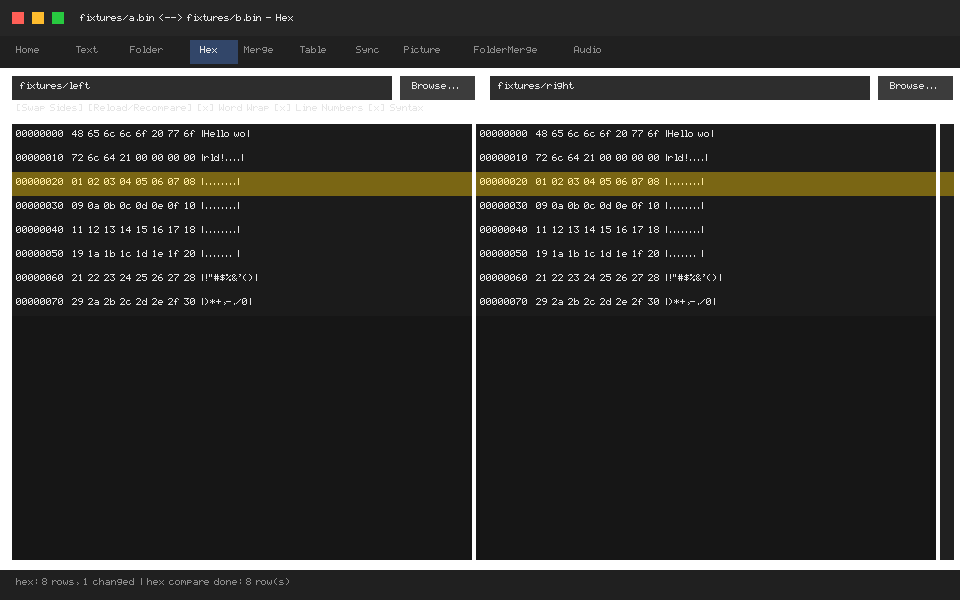 fixtures/a.bin <--> fixtures/b.bin - Hex
Home Text Folder Hex Merge Table Sync Picture FolderMerge Audio
fixtures/left Browse... fixtures/right Browse...
[Swap Sides] [Reload/Recompare] [x] Word Wrap [x] Line Numbers [x] Syntax
00000000 48 65 6c 6c 6f 20 77 6f |Hello wo| 00000000 48 65 6c 6c 6f 20 77 6f |Hello wo|
00000010 72 6c 64 21 00 00 00 00 |rld!....| 00000010 72 6c 64 21 00 00 00 00 |rld!....|
00000020 01 02 03 04 05 06 07 08 |........| 00000020 01 02 03 04 05 06 07 08 |........|
00000030 09 0a 0b 0c 0d 0e 0f 10 |........| 00000030 09 0a 0b 0c 0d 0e 0f 10 |........|
00000040 11 12 13 14 15 16 17 18 |........| 00000040 11 12 13 14 15 16 17 18 |........|
00000050 19 1a 1b 1c 1d 1e 1f 20 |....... | 00000050 19 1a 1b 1c 1d 1e 1f 20 |....... |
00000060 21 22 23 24 25 26 27 28 |!"#$%&'()| 00000060 21 22 23 24 25 26 27 28 |!"#$%&'()|
00000070 29 2a 2b 2c 2d 2e 2f 30 |)*+,-./0| 00000070 29 2a 2b 2c 2d 2e 2f 30 |)*+,-./0|
hex: 8 rows, 1 changed | hex compare done: 8 row(s)